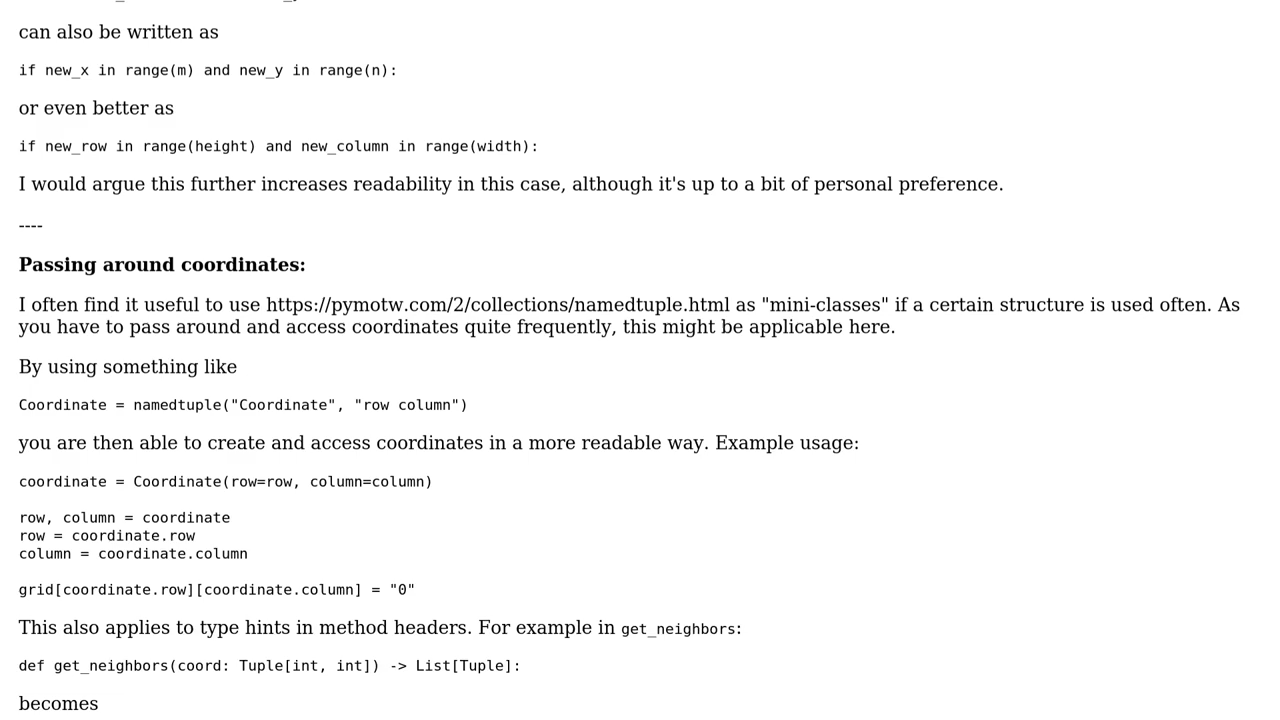 can also be written as
if new_x in range(m) and new_y in range(n):
or even better as
if new_row in range(height) and new_column in range(width):
I would argue this further increases readability in this case, although it's up to a bit of personal preference.
----
Passing around coordinates:
I often find it useful to use https://pymotw.com/2/collections/namedtuple.html as "mini-classes" if a certain structure is used often. As
you have to pass around and access coordinates quite frequently, this might be applicable here.
By using something like
Coordinate = namedtuple("Coordinate", "row column")
you are then able to create and access coordinates in a more readable way. Example usage:
coordinate = Coordinate(row=row, column=column)
row, column = coordinate
row = coordinate.row
column = coordinate.column
grid[coordinate.row][coordinate.column] = "0"
This also applies to type hints in method headers. For example in get_neighbors:
def get_neighbors(coord: Tuple[int, int]) -> List[Tuple]:
becomes